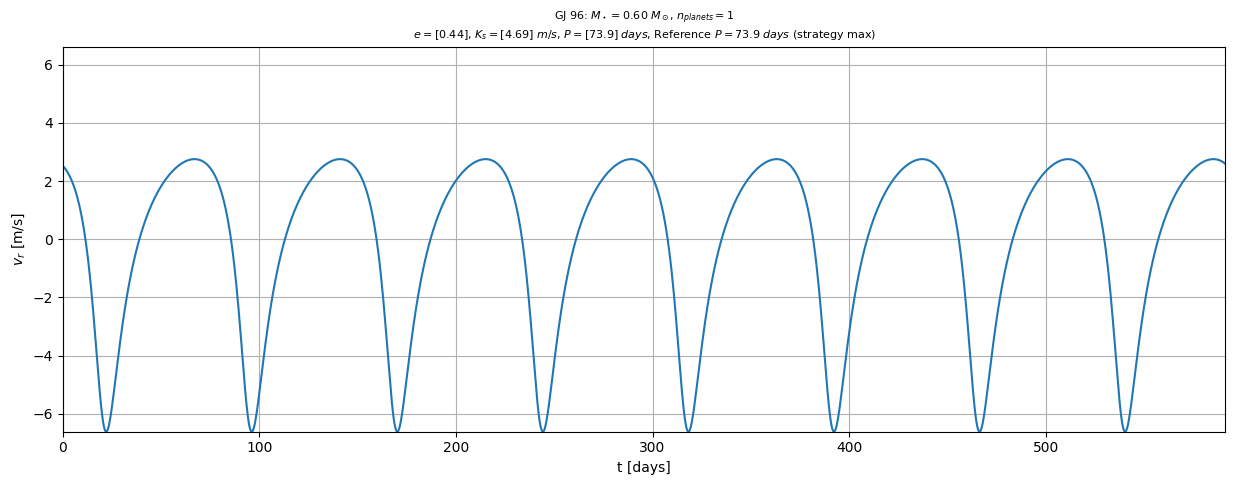 GJ 96: $M_\star = 0.60\ M_\odot$, $n_{planets} = 1$
$e = [0.44]$, $K_s = [4.69]\ m/s$, $P = [73.9]\ days$, Reference $P = 73.9\ days$ (strategy max)
6
4
2
0
−2
−4
−6
$v_r$ [m/s]
0 100 200 300 400 500
t [days]